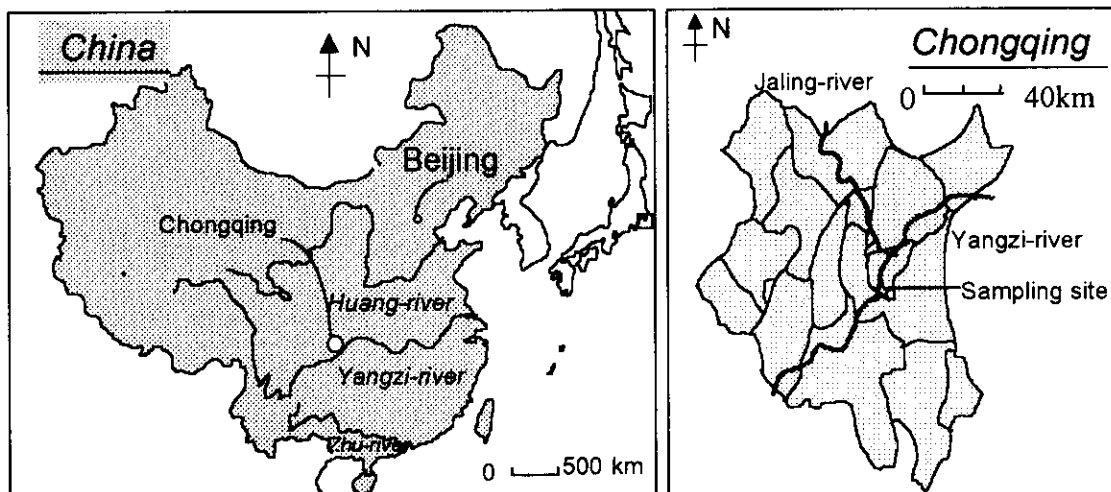 China
N
Beijing
Chongqing
Huang-river
Yangzi-river
Zhu-river
0 500 km
N
Chongqing
Jaling-river
0 40km
Yangzi-river
Sampling site